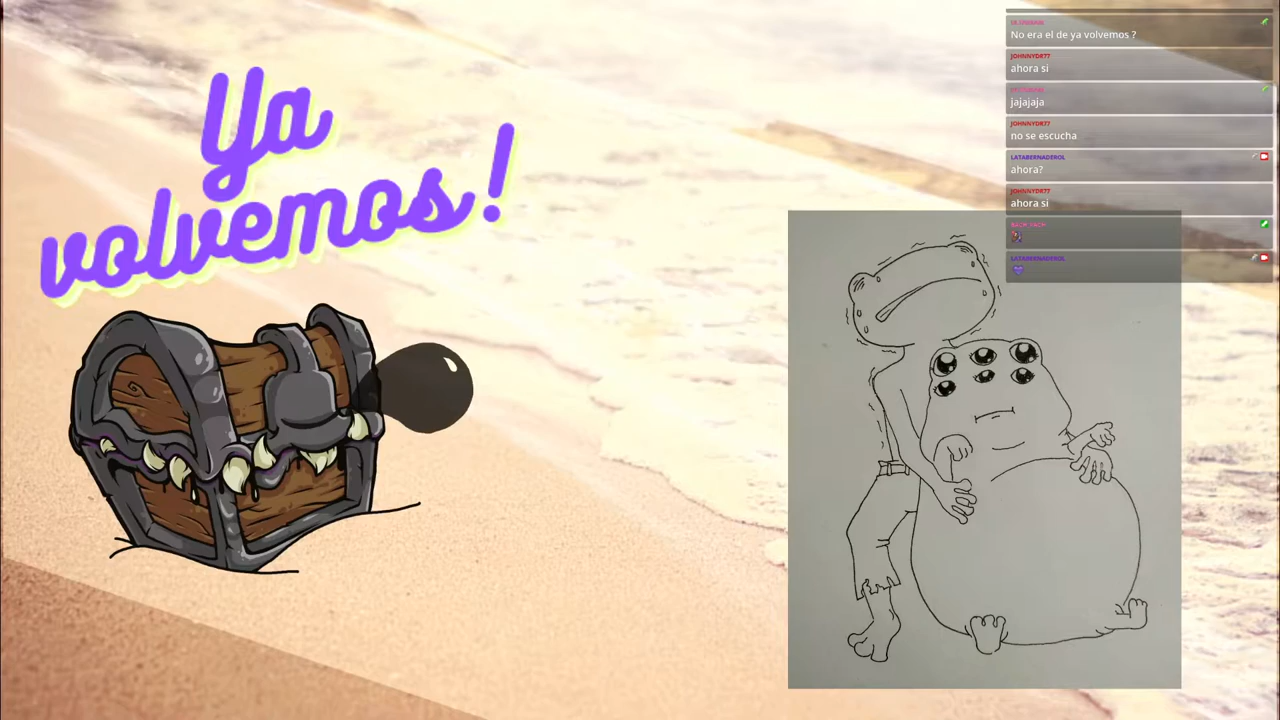 Ya
volvemos!
No era el de ya volvemos ?
JOHNNYDR77
ahora si
jajajaja
JOHNNYDR77
no se escucha
LATABERNADEROL
ahora?
JOHNNYDR77
ahora si
LATABERNADEROL